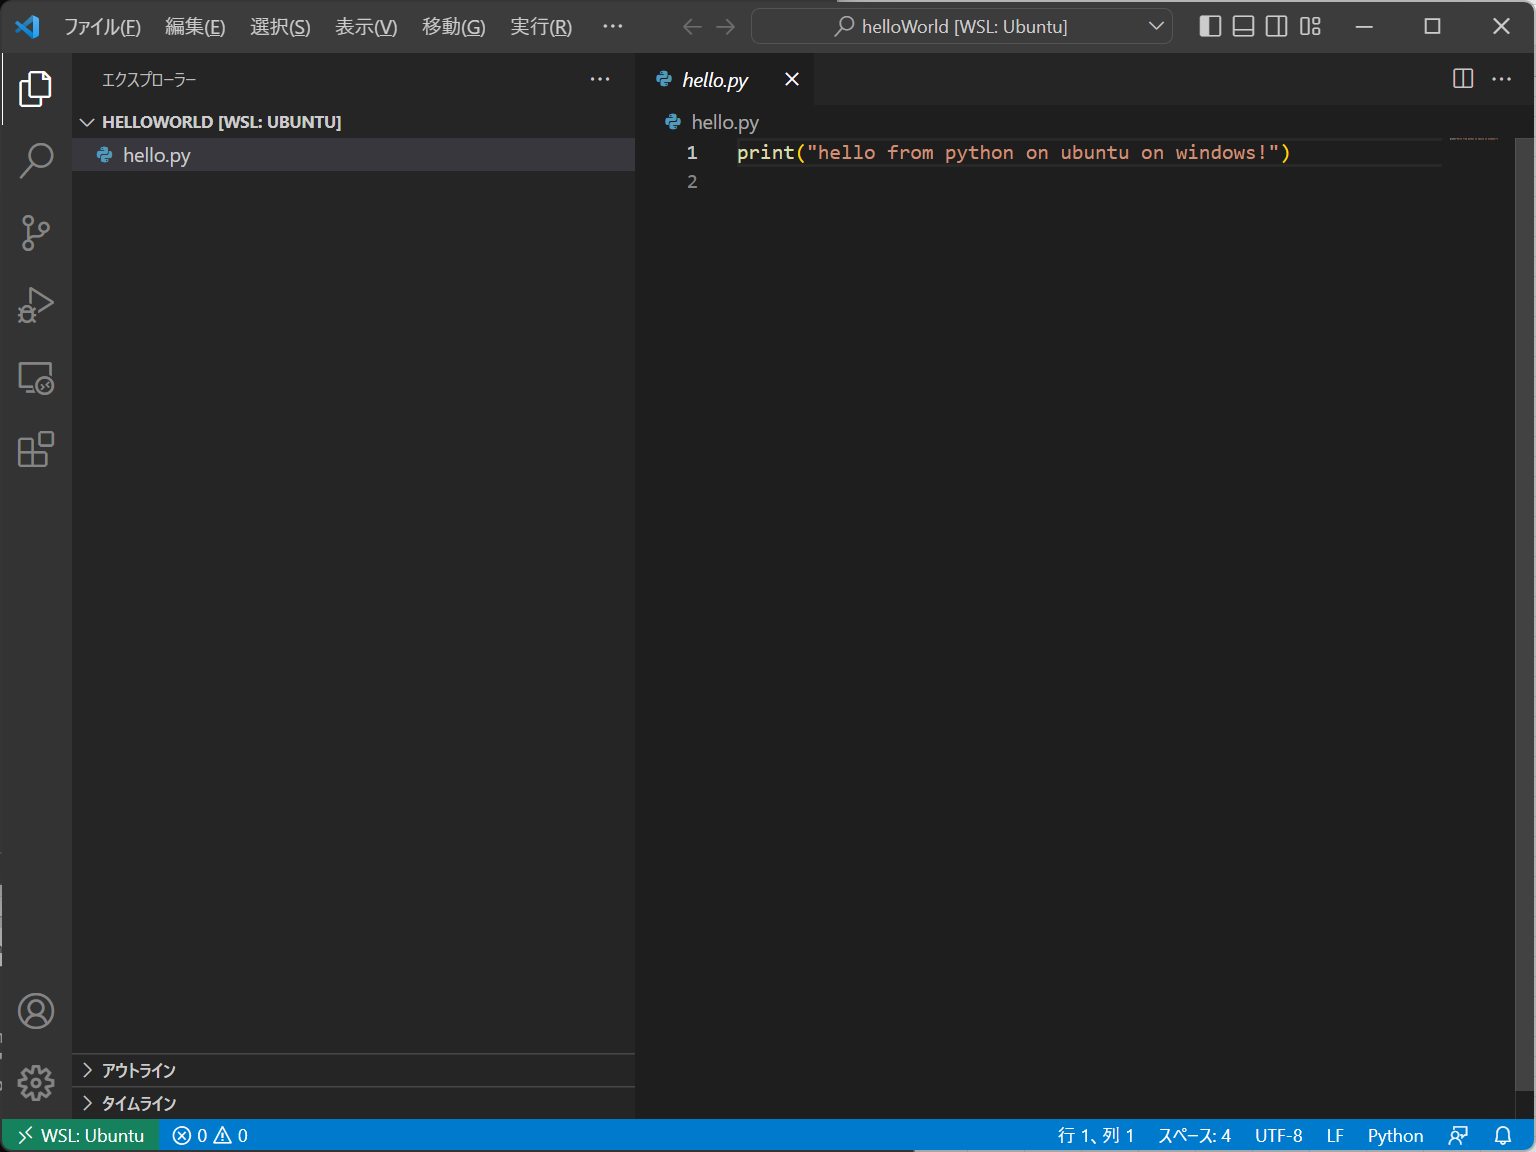 ファイル(F) 編集(E) 選択(S) 表示(V) 移動(G) 実行(R) ··· helloWorld [WSL: Ubuntu]
エクスプローラー ···
hello.py
HELLOWORLD [WSL: UBUNTU]
hello.py
hello.py
1 print("hello from python on ubuntu on windows!")
2
アウトライン
タイムライン
WSL: Ubuntu 0 0 行 1、列 1 スペース: 4 UTF-8 LF Python